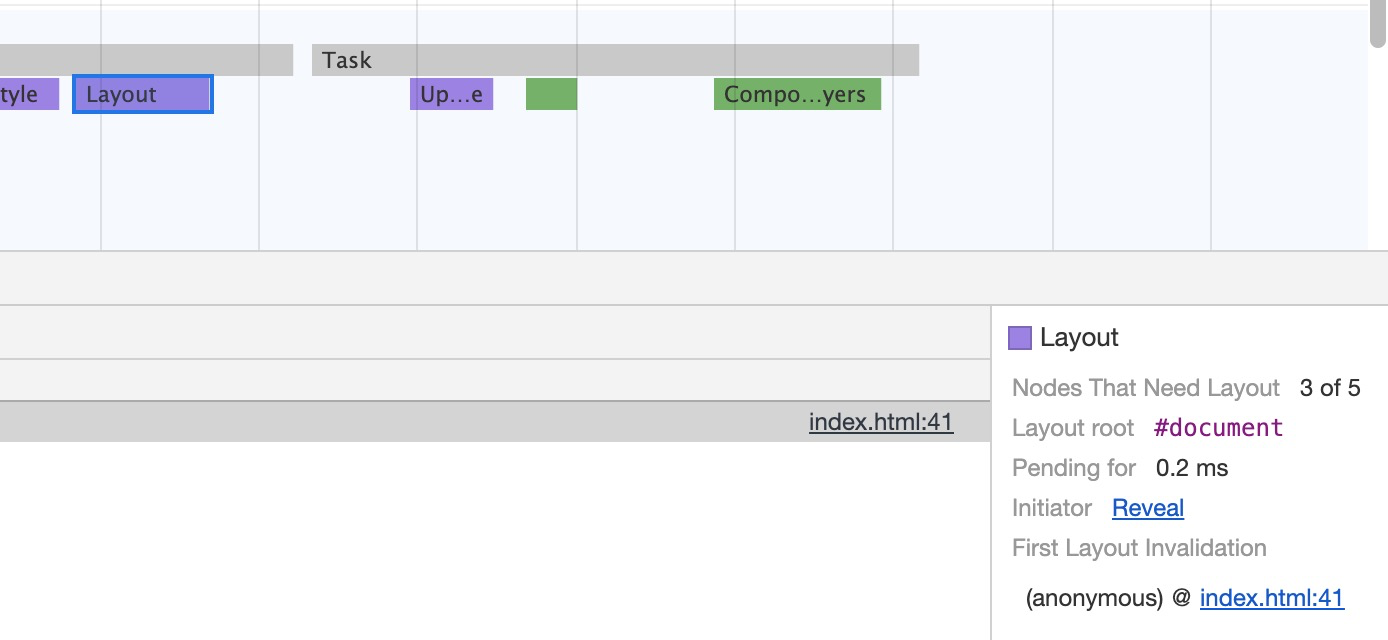 Task
tyle Layout Up...e Compo...yers
Layout
Nodes That Need Layout 3 of 5
index.html:41
Layout root #document
Pending for 0.2 ms
Initiator Reveal
First Layout Invalidation
(anonymous) @ index.html:41